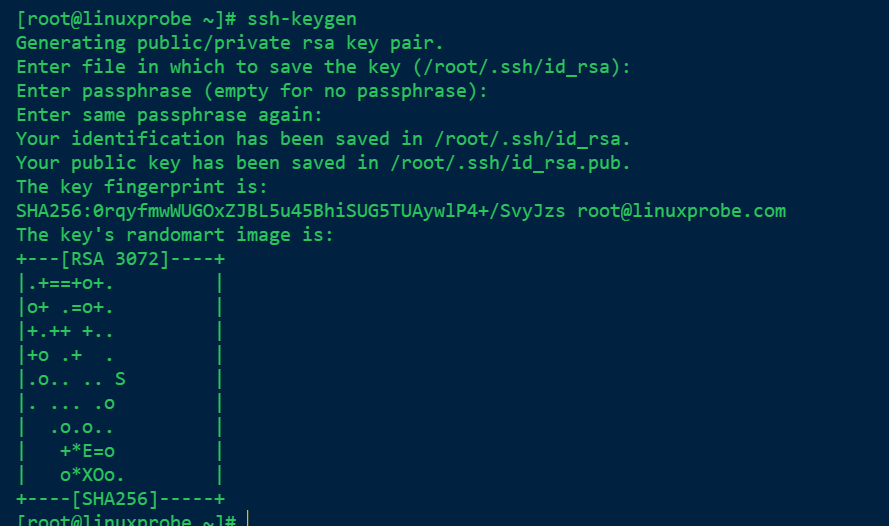 [root@linuxprobe ~]# ssh-keygen
Generating public/private rsa key pair.
Enter file in which to save the key (/root/.ssh/id_rsa):
Enter passphrase (empty for no passphrase):
Enter same passphrase again:
Your identification has been saved in /root/.ssh/id_rsa.
Your public key has been saved in /root/.ssh/id_rsa.pub.
The key fingerprint is:
SHA256:0rqyfmwWUGOxZJBL5u45BhiSUG5TUAywlP4+/SvyJzs root@linuxprobe.com
The key's randomart image is:
+---[RSA 3072]----+
|.+==+o+.         |
|o+ .=o+.         |
|+.++ +..         |
|+o .+  .         |
|.o.. .. S        |
|. ... .o         |
|  .o.o..         |
|   +*E=o         |
|   o*XOo.        |
+----[SHA256]-----+
[root@linuxprobe ~]#